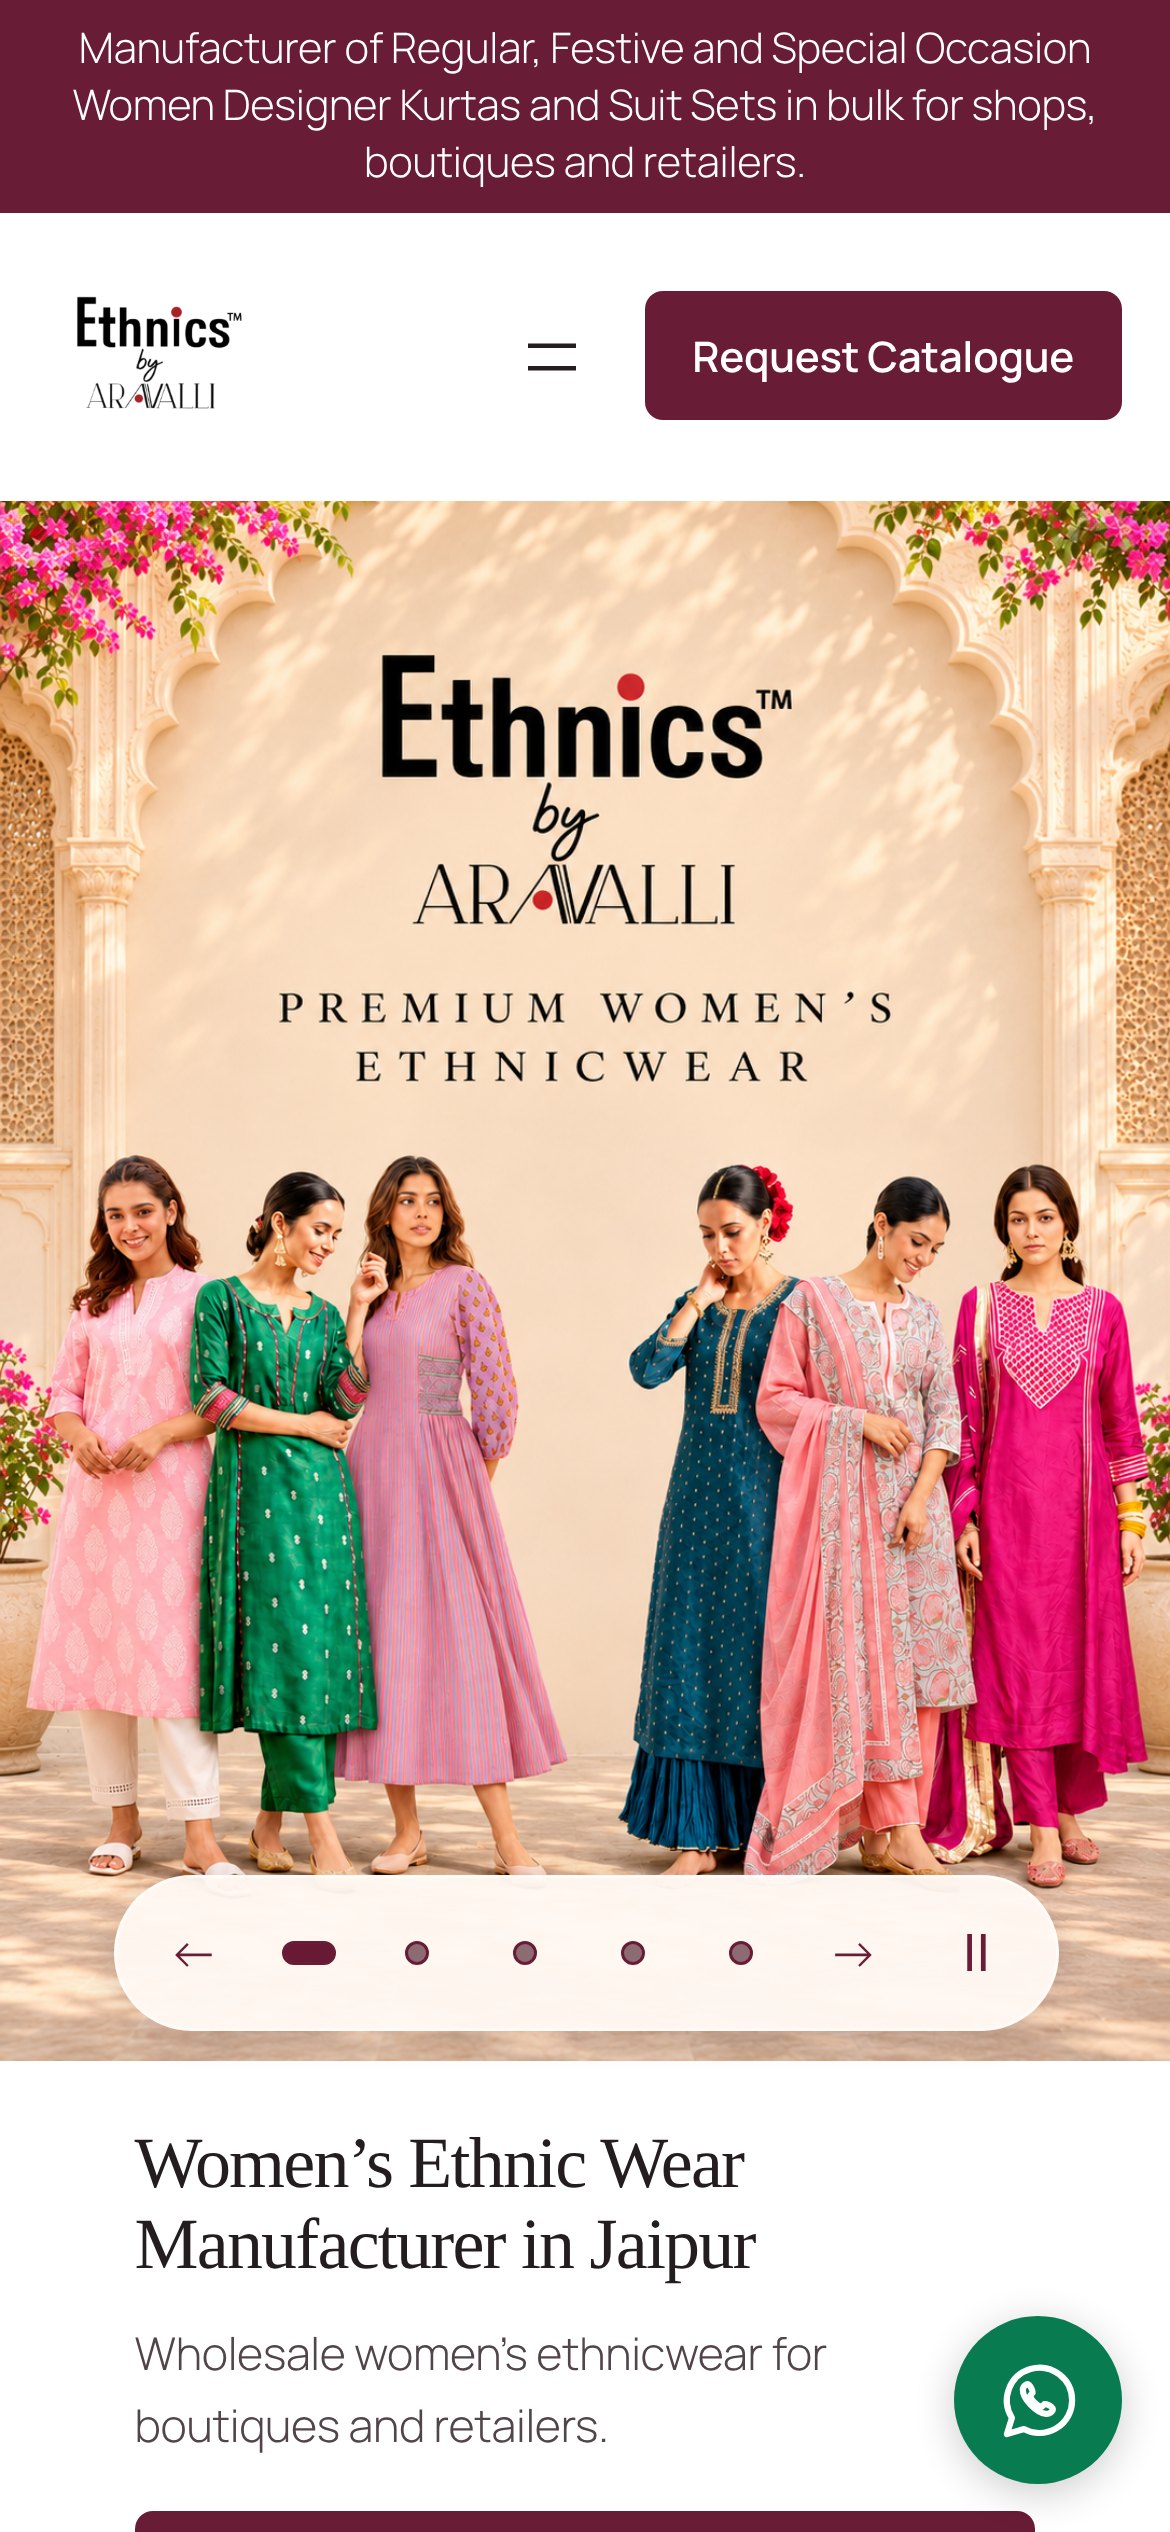 Manufacturer of Regular, Festive and Special Occasion
Women Designer Kurtas and Suit Sets in bulk for shops,
boutiques and retailers.
Ethnics™
by
ARAVALLI
Request Catalogue
Ethnics™
by
ARAVALLI
PREMIUM WOMEN’S
ETHNICWEAR
Women’s Ethnic Wear
Manufacturer in Jaipur
Wholesale women’s ethnicwear for
boutiques and retailers.